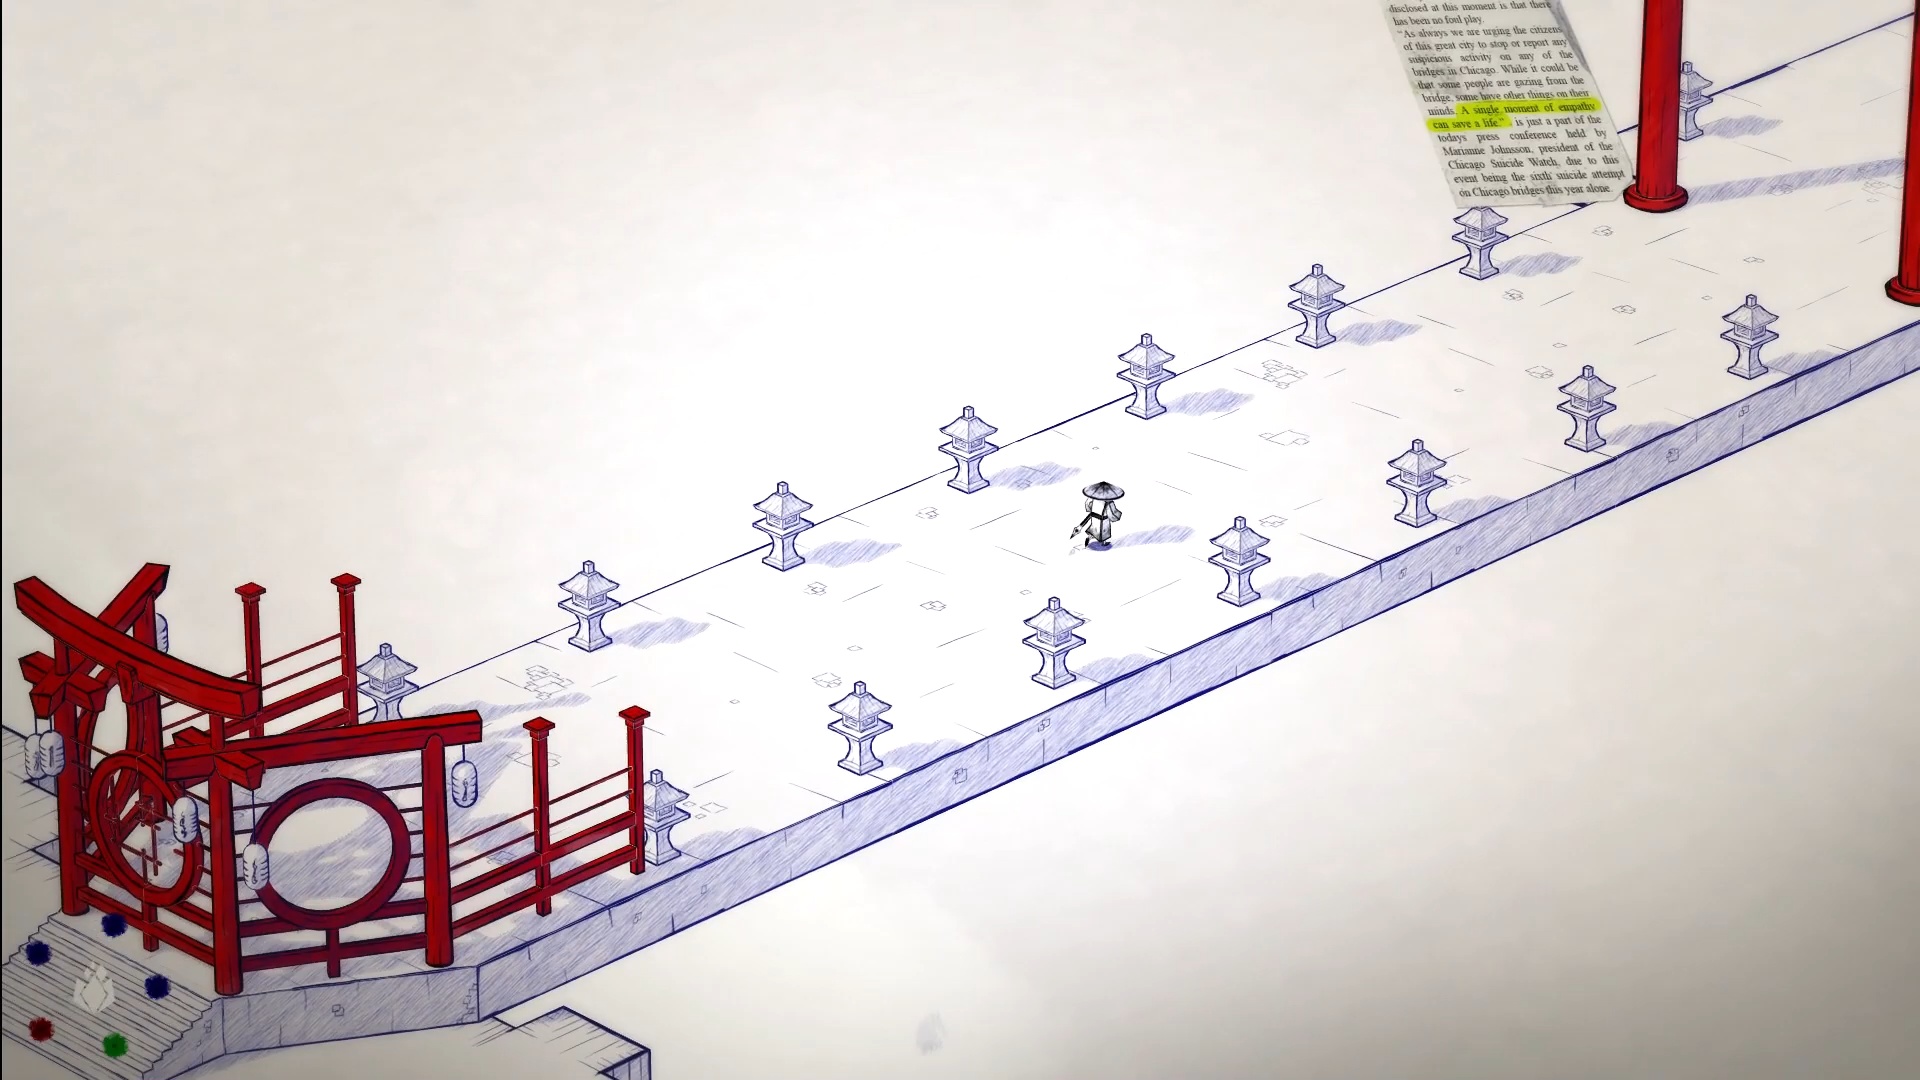 disclosed at this moment is that there
has been no foul play.
"As always we are urging the citizens
of this great city to stop or report any
suspicious activity on any of the
bridges in Chicago. While it could be
that some people are gazing from the
bridge, some have other things on their
minds. A single moment of empathy
can save a life." is just a part of the
todays press conference held by
Marianne Johnsson, president of the
Chicago Suicide Watch, due to this
event being the sixth suicide attempt
on Chicago bridges this year alone.